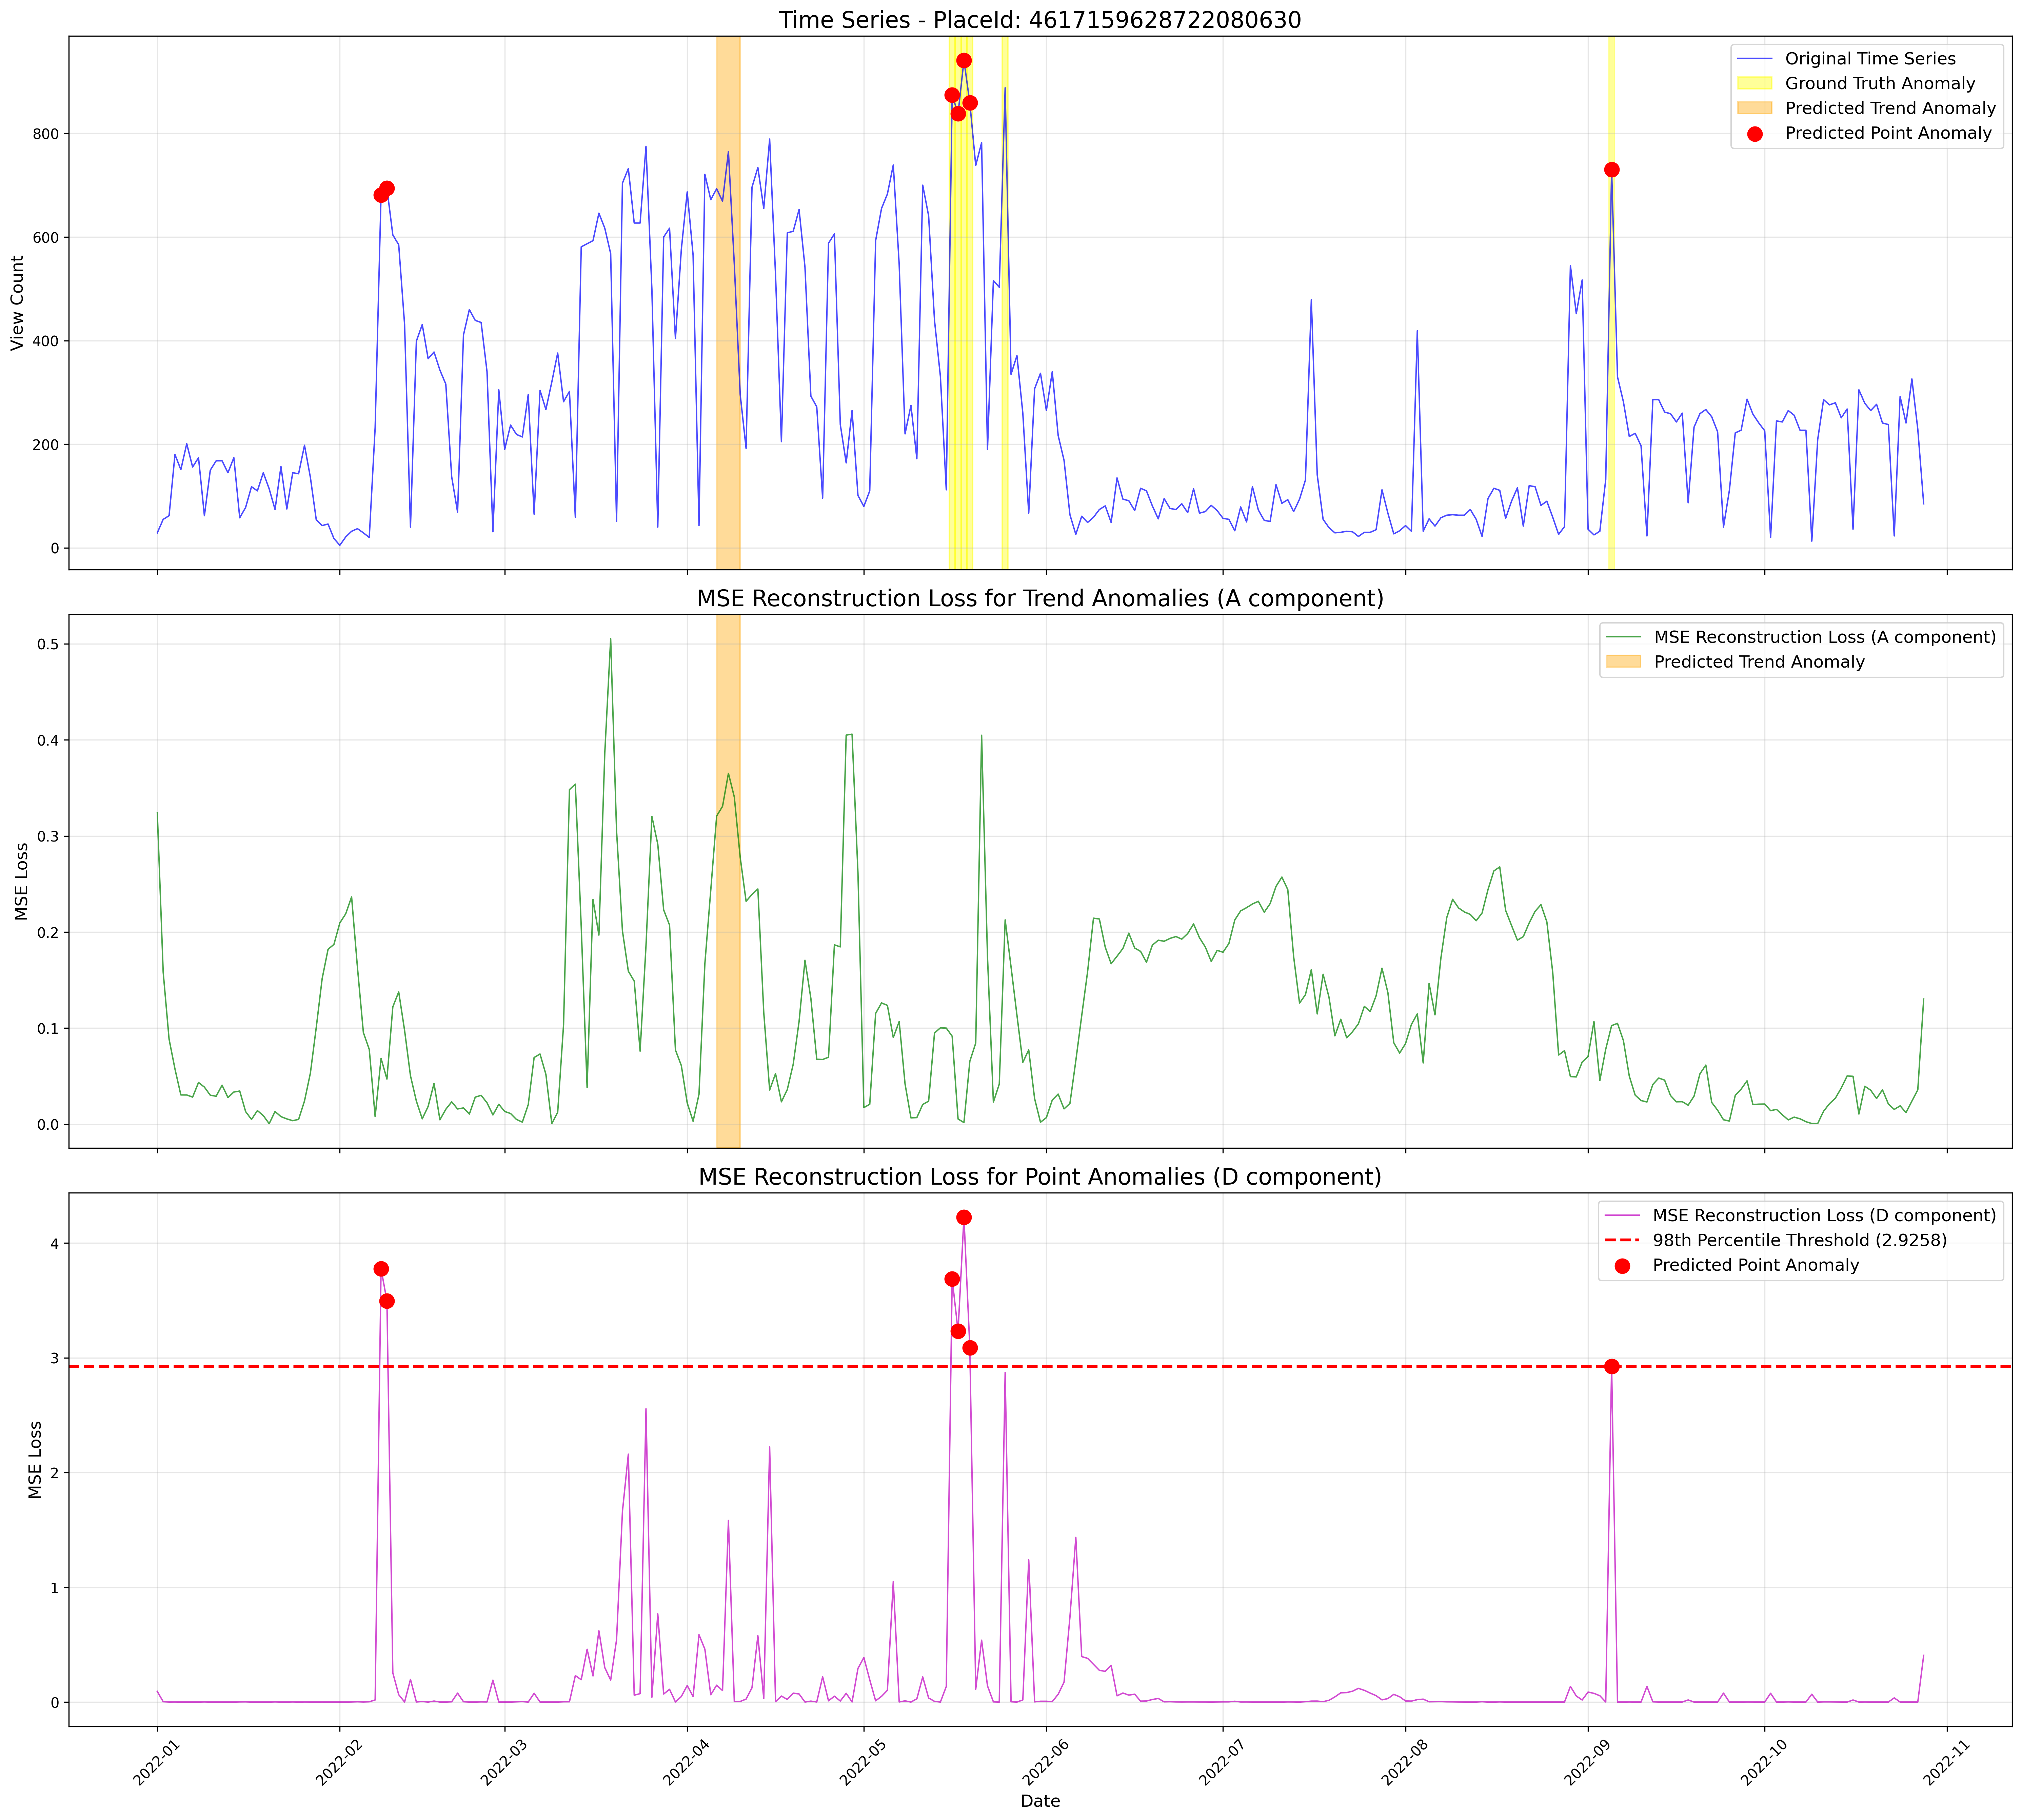 Time Series - PlaceId: 4617159628722080630
Original Time Series
Ground Truth Anomaly
Predicted Trend Anomaly
Predicted Point Anomaly
View Count
800
600
400
200
0
MSE Reconstruction Loss for Trend Anomalies (A component)
MSE Reconstruction Loss (A component)
Predicted Trend Anomaly
MSE Loss
0.5
0.4
0.3
0.2
0.1
0.0
MSE Reconstruction Loss for Point Anomalies (D component)
MSE Reconstruction Loss (D component)
98th Percentile Threshold (2.9258)
Predicted Point Anomaly
MSE Loss
4
3
2
1
0
2022-01
2022-02
2022-03
2022-04
2022-05
2022-06
2022-07
2022-08
2022-09
2022-10
2022-11
Date